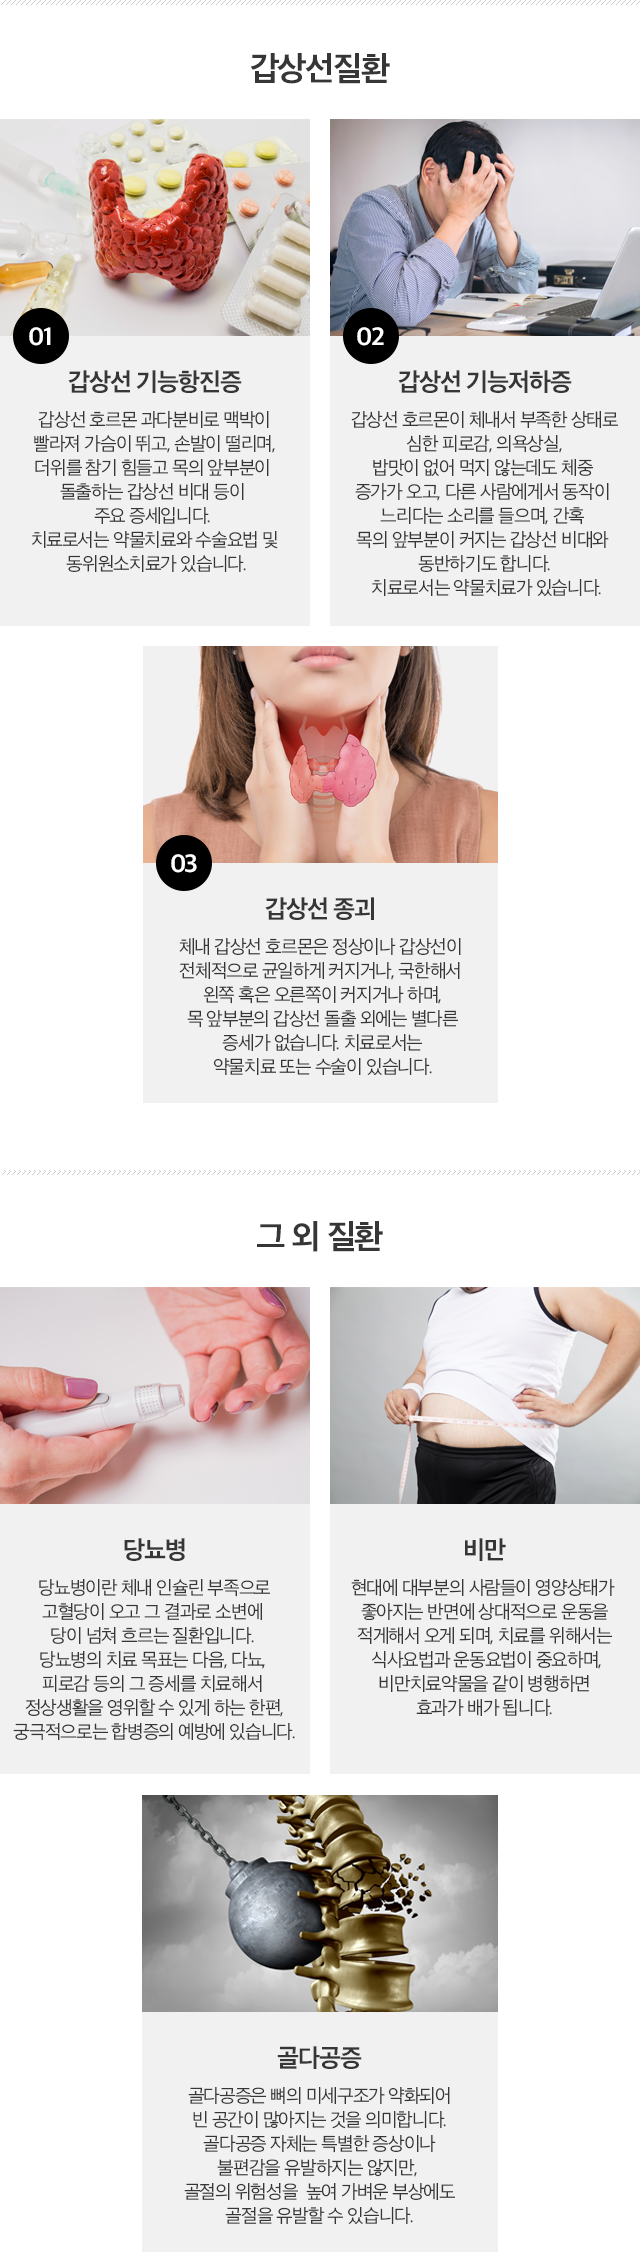 갑상선질환
01
갑상선 기능항진증
갑상선 호르몬 과다분비로 맥박이
빨라져 가슴이 뛰고, 손발이 떨리며,
더위를 참기 힘들고 목의 앞부분이
돌출하는 갑상선 비대 등이
주요 증세입니다.
치료로서는 약물치료와 수술요법 및
동위원소치료가 있습니다.
02
갑상선 기능저하증
갑상선 호르몬이 체내서 부족한 상태로
심한 피로감, 의욕상실,
밥맛이 없어 먹지 않는데도 체중
증가가 오고, 다른 사람에게서 동작이
느리다는 소리를 들으며, 간혹
목의 앞부분이 커지는 갑상선 비대와
동반하기도 합니다.
치료로서는 약물치료가 있습니다.
03
갑상선 종괴
체내 갑상선 호르몬은 정상이나 갑상선이
전체적으로 균일하게 커지거나, 국한해서
왼쪽 혹은 오른쪽이 커지거나 하며,
목 앞부분의 갑상선 돌출 외에는 별다른
증세가 없습니다. 치료로서는
약물치료 또는 수술이 있습니다.
그 외 질환
당뇨병
당뇨병이란 체내 인슐린 부족으로
고혈당이 오고 그 결과로 소변에
당이 넘쳐 흐르는 질환입니다.
당뇨병의 치료 목표는 다음, 다뇨,
피로감 등의 그 증세를 치료해서
정상생활을 영위할 수 있게 하는 한편,
궁극적으로는 합병증의 예방에 있습니다.
비만
현대에 대부분의 사람들이 영양상태가
좋아지는 반면에 상대적으로 운동을
적게해서 오게 되며, 치료를 위해서는
식사요법과 운동요법이 중요하며,
비만치료약물을 같이 병행하면
효과가 배가 됩니다.
골다공증
골다공증은 뼈의 미세구조가 약화되어
빈 공간이 많아지는 것을 의미합니다.
골다공증 자체는 특별한 증상이나
불편감을 유발하지는 않지만,
골절의 위험성을 높여 가벼운 부상에도
골절을 유발할 수 있습니다.